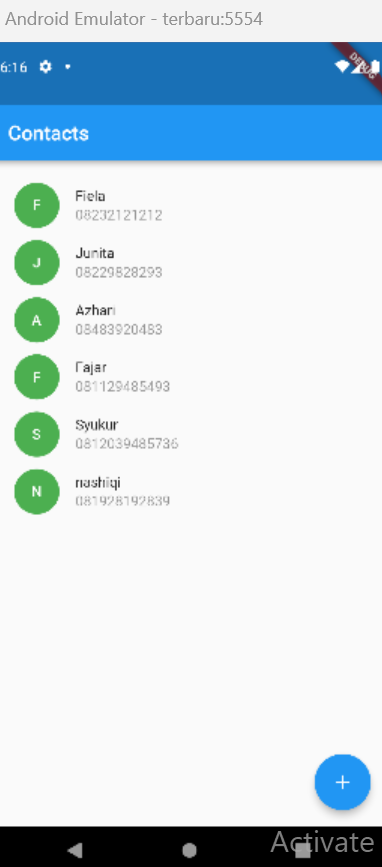 Android Emulator - terbaru:5554
6:16
DEBUG
Contacts
F
Fiela
08232121212
J
Junita
08229828293
A
Azhari
08483920483
F
Fajar
081129485493
S
Syukur
0812039485736
N
nashiqi
081928192839
+
Activate